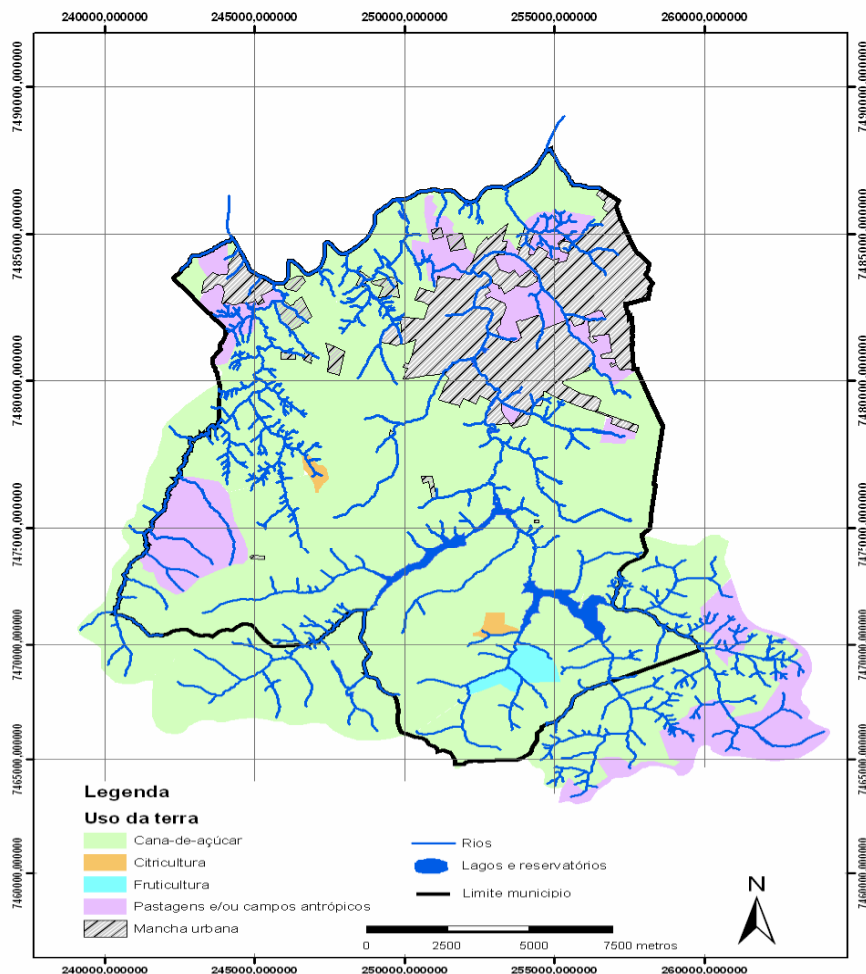 240000,000000 245000,000000 250000,000000 255000,000000 260000,000000
7490000,000000 7490000,000000
7485000,000000 7485000,000000
7480000,000000 7480000,000000
7475000,000000 7475000,000000
7470000,000000 7470000,000000
7465000,000000 7465000,000000
7460000,000000 7460000,000000
Legenda
Uso da terra
Cana-de-açúcar
Citricultura
Fruticultura
Pastagens e/ou campos antrópicos
Mancha urbana
Rios
Lagos e reservatórios
Limite municipio
N
0 2500 5000 7500 metros
240000,000000 245000,000000 250000,000000 255000,000000 260000,000000